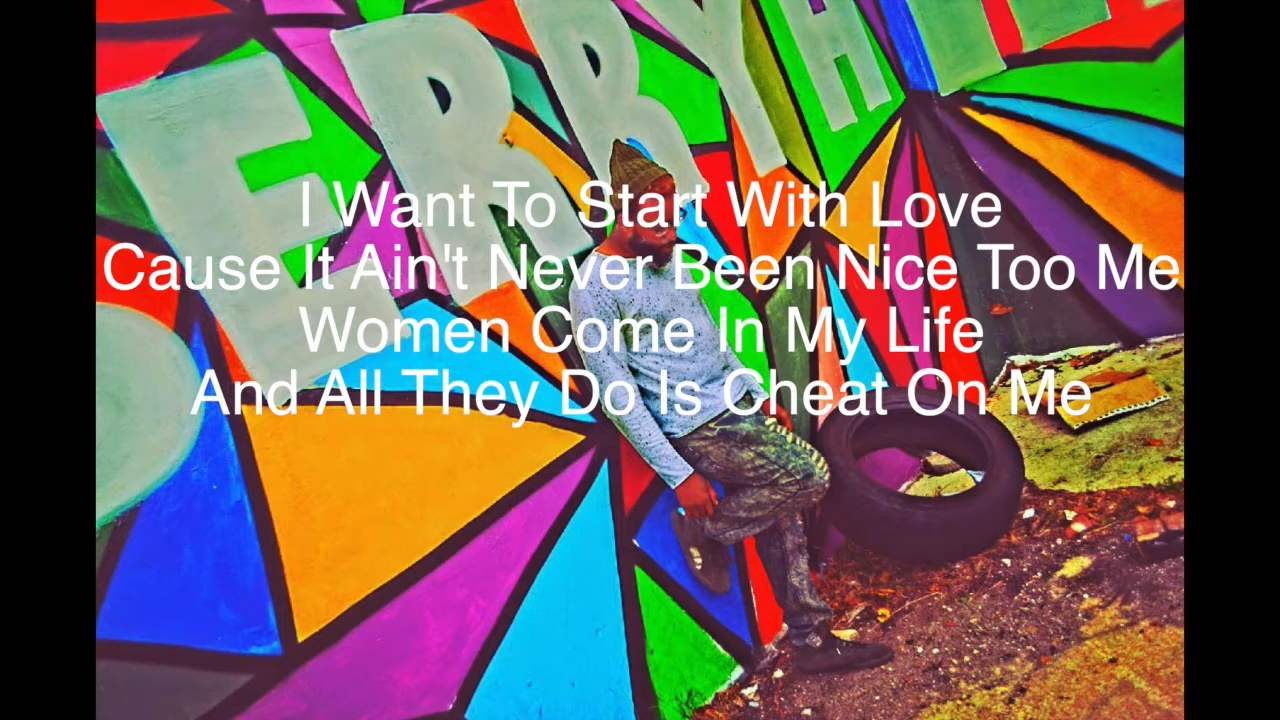 I Want To Start With Love
Cause It Ain't Never Been Nice Too Me
Women Come In My Life
And All They Do Is Cheat On Me